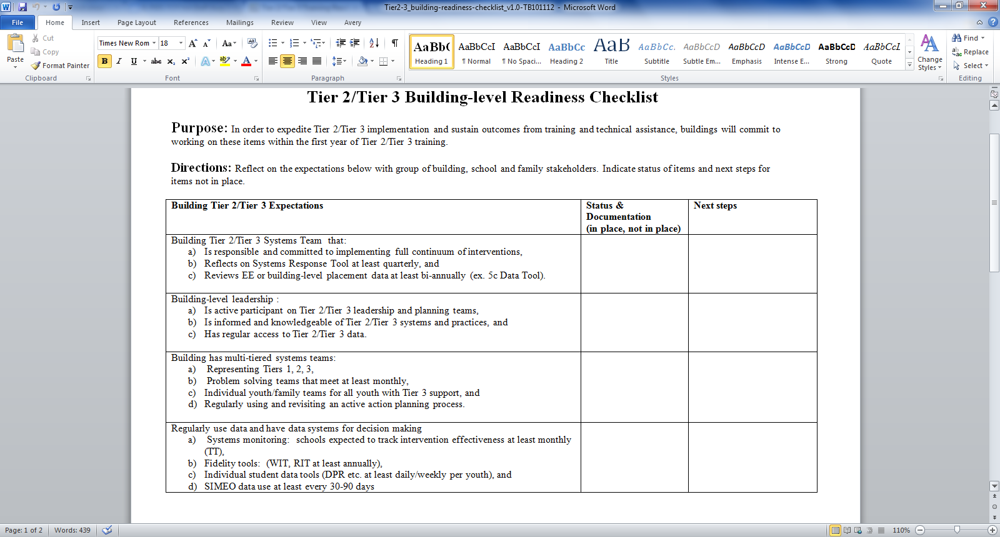 Tier2-3_building-readiness-checklist_v1.0-TB101112 - Microsoft Word
File Home Insert Page Layout References Mailings Review View Avery
Paste
Cut
Copy
Format Painter
Clipboard
Times New Rom 18
Font
Paragraph
AaBb( AaBbCcI AaBbCcI AaBbCc AaB AaBbCc. AaBbCcD AaBbCcD AaBbCcD AaBbCcD AaBbCcI
Heading 1 ¶ Normal ¶ No Spaci... Heading 2 Title Subtitle Subtle Em... Emphasis Intense E... Strong Quote
Change
Styles
Styles
Find
Replace
Select
Editing
Tier 2/Tier 3 Building-level Readiness Checklist
Purpose: In order to expedite Tier 2/Tier 3 implementation and sustain outcomes from training and technical assistance, buildings will commit to
working on these items within the first year of Tier 2/Tier 3 training.
Directions: Reflect on the expectations below with group of building, school and family stakeholders. Indicate status of items and next steps for
items not in place.
Building Tier 2/Tier 3 Expectations
Status &
Documentation
(in place, not in place)
Next steps
Building Tier 2/Tier 3 Systems Team that:
a) Is responsible and committed to implementing full continuum of interventions,
b) Reflects on Systems Response Tool at least quarterly, and
c) Reviews EE or building-level placement data at least bi-annually (ex. 5c Data Tool).
Building-level leadership :
a) Is active participant on Tier 2/Tier 3 leadership and planning teams,
b) Is informed and knowledgeable of Tier 2/Tier 3 systems and practices, and
c) Has regular access to Tier 2/Tier 3 data.
Building has multi-tiered systems teams:
a) Representing Tiers 1, 2, 3,
b) Problem solving teams that meet at least monthly,
c) Individual youth/family teams for all youth with Tier 3 support, and
d) Regularly using and revisiting an active action planning process.
Regularly use data and have data systems for decision making
a) Systems monitoring: schools expected to track intervention effectiveness at least monthly
(TT),
b) Fidelity tools: (WIT, RIT at least annually),
c) Individual student data tools (DPR etc. at least daily/weekly per youth), and
d) SIMEO data use at least every 30-90 days
Page: 1 of 2 Words: 439 110%